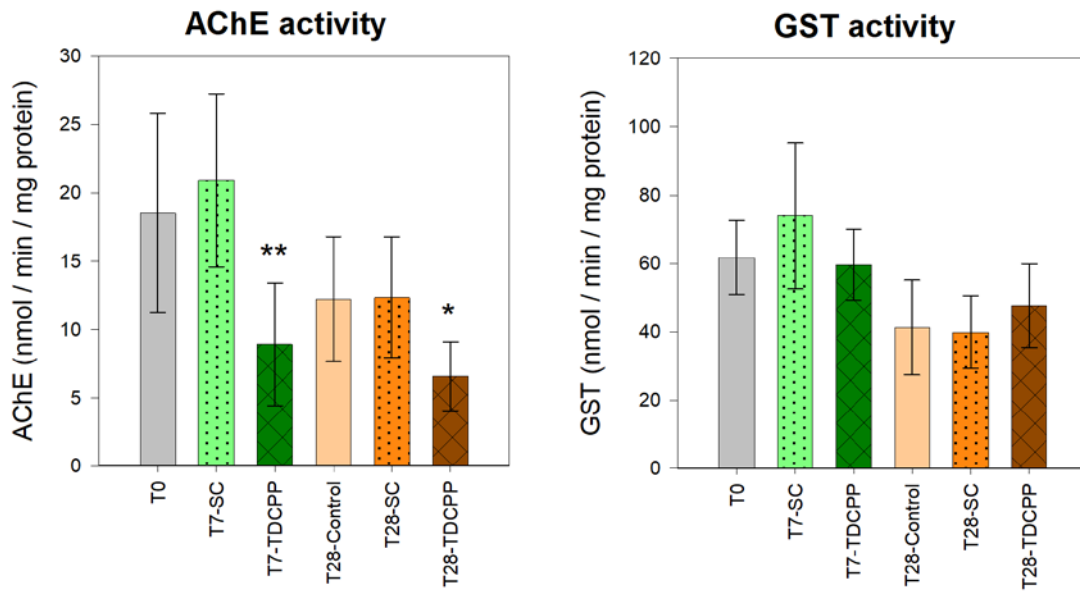 AChE activity
AChE (nmol / min / mg protein)
30
25
20
15
10
5
0
**
*
T0
T7-SC
T7-TDCPP
T28-Control
T28-SC
T28-TDCPP
GST activity
GST (nmol / min / mg protein)
120
100
80
60
40
20
0
T0
T7-SC
T7-TDCPP
T28-Control
T28-SC
T28-TDCPP